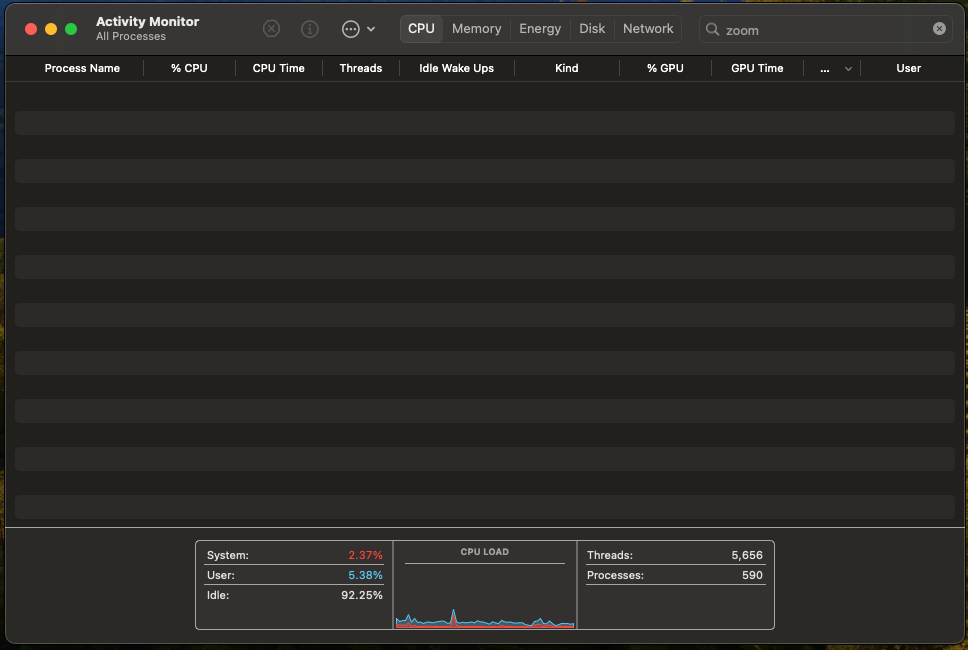 Activity Monitor
All Processes
CPU Memory Energy Disk Network
zoom
Process Name % CPU CPU Time Threads Idle Wake Ups Kind % GPU GPU Time ... User
System: 2.37%
User: 5.38%
Idle: 92.25%
CPU LOAD
Threads: 5,656
Processes: 590